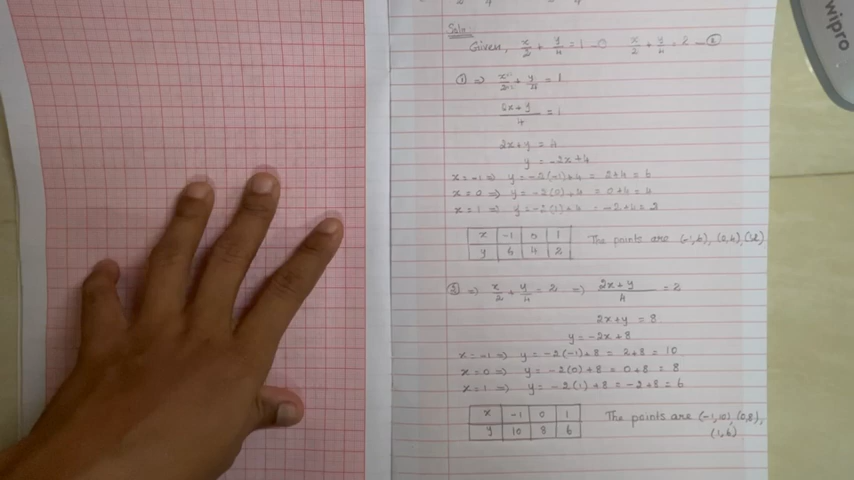 Soln
Given, x/2 + y/4 = 1 x/2 + y/4 = 2 - ②
① ⇒ x/2 + y/4 = 1
2x+y/4 = 1
2x+y = 4
y = -2x+4
x = -1 ⇒ y = -2(-1)+4 = 2+4 = 6
x = 0 ⇒ y = -2(0)+4 = 0+4 = 4
x = 1 ⇒ y = -2(1)+4 = -2+4 = 2
x -1 0 1
y 6 4 2
The points are (-1,6), (0,4), (1,2)
② ⇒ x/2 + y/4 = 2 ⇒ 2x+y/4 = 2
2x+y = 8
y = -2x+8
x = -1 ⇒ y = -2(-1)+8 = 2+8 = 10
x = 0 ⇒ y = -2(0)+8 = 0+8 = 8
x = 1 ⇒ y = -2(1)+8 = -2+8 = 6
x -1 0 1
y 10 8 6
The points are (-1,10), (0,8),
(1,6)
wipro